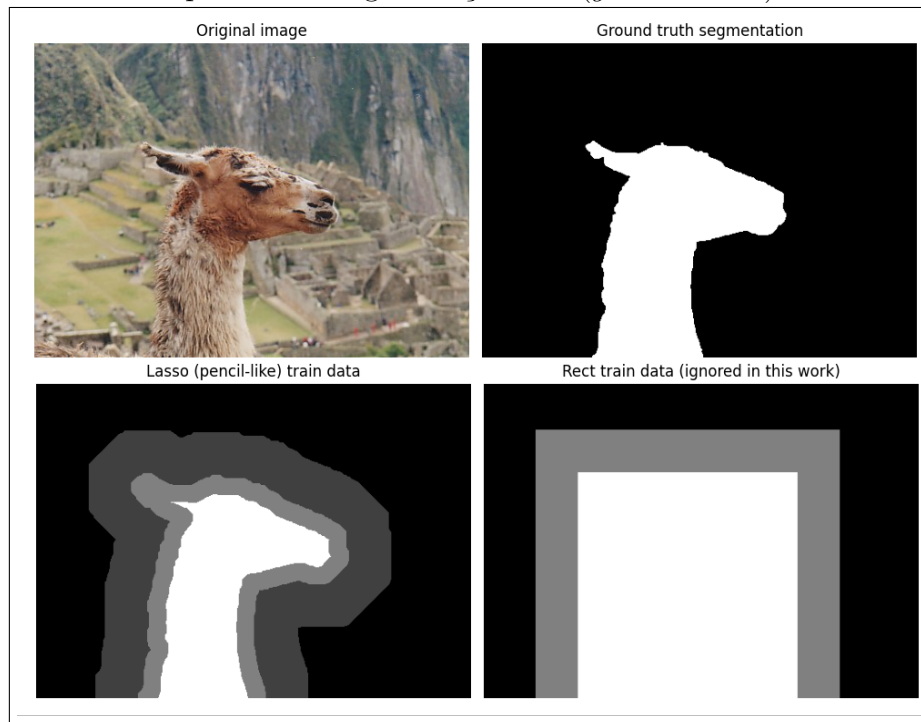 Original image
Ground truth segmentation
Lasso (pencil-like) train data
Rect train data (ignored in this work)